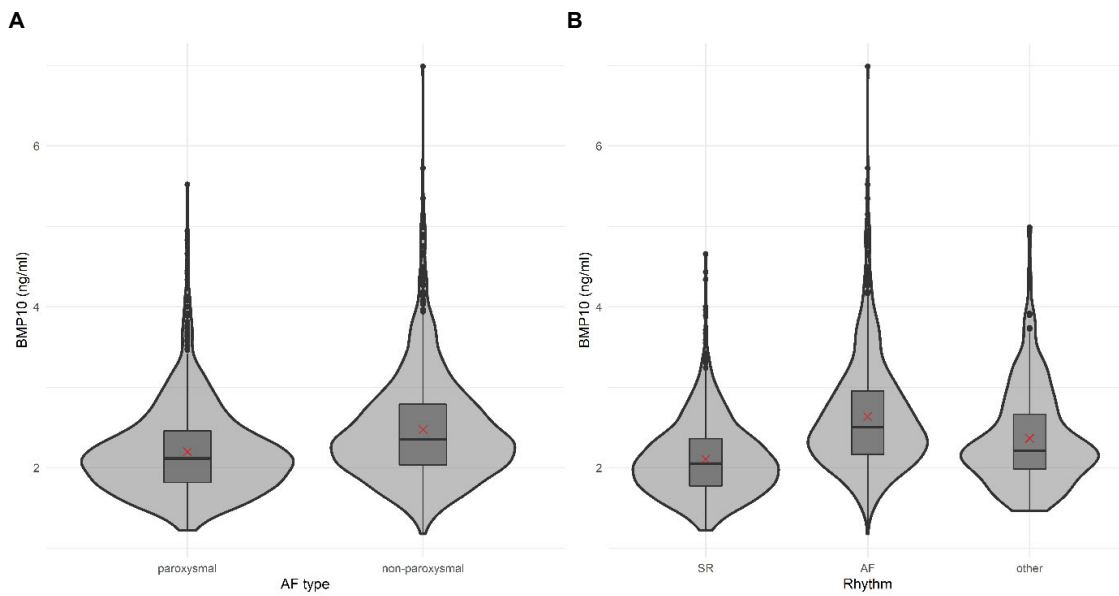 A
BMP10 (ng/ml)
6
4
2
paroxysmal
non-paroxysmal
AF type
B
BMP10 (ng/ml)
6
4
2
SR
AF
other
Rhythm